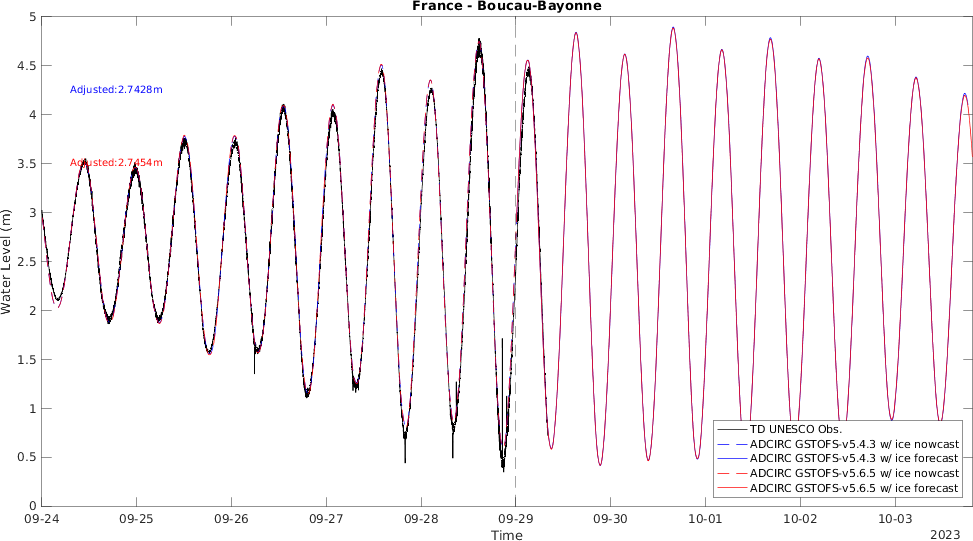 France - Boucau-Bayonne
5
4.5
4
3.5
3
2.5
2
1.5
1
0.5
0
Water Level (m)
Adjusted:2.7428m
Adjusted:2.7454m
TD UNESCO Obs.
ADCIRC GSTOFS-v5.4.3 w/ ice nowcast
ADCIRC GSTOFS-v5.4.3 w/ ice forecast
ADCIRC GSTOFS-v5.6.5 w/ ice nowcast
ADCIRC GSTOFS-v5.6.5 w/ ice forecast
09-24 09-25 09-26 09-27 09-28 09-29 09-30 10-01 10-02 10-03
Time
2023